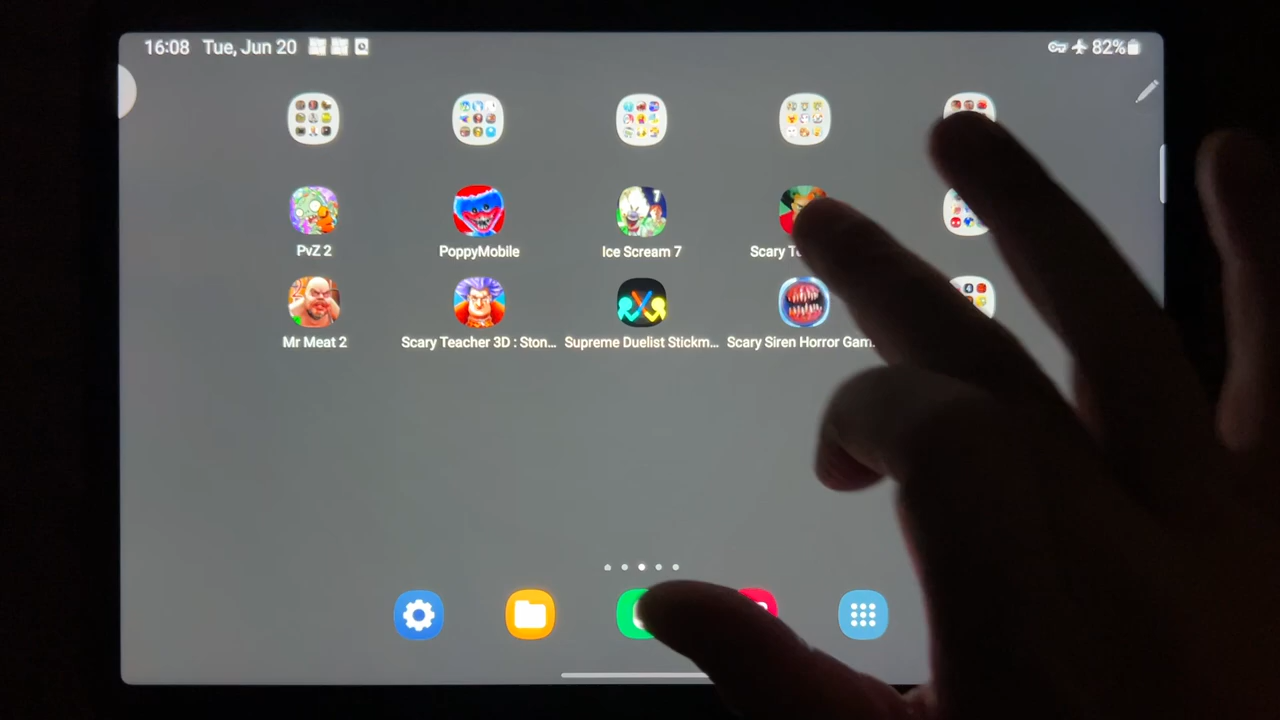 16:08 Tue, Jun 20 82%
PvZ 2 PoppyMobile Ice Scream 7 Scary
Mr Meat 2 Scary Teacher 3D : Ston... Supreme Duelist Stickm... Scary Siren Horror Gam